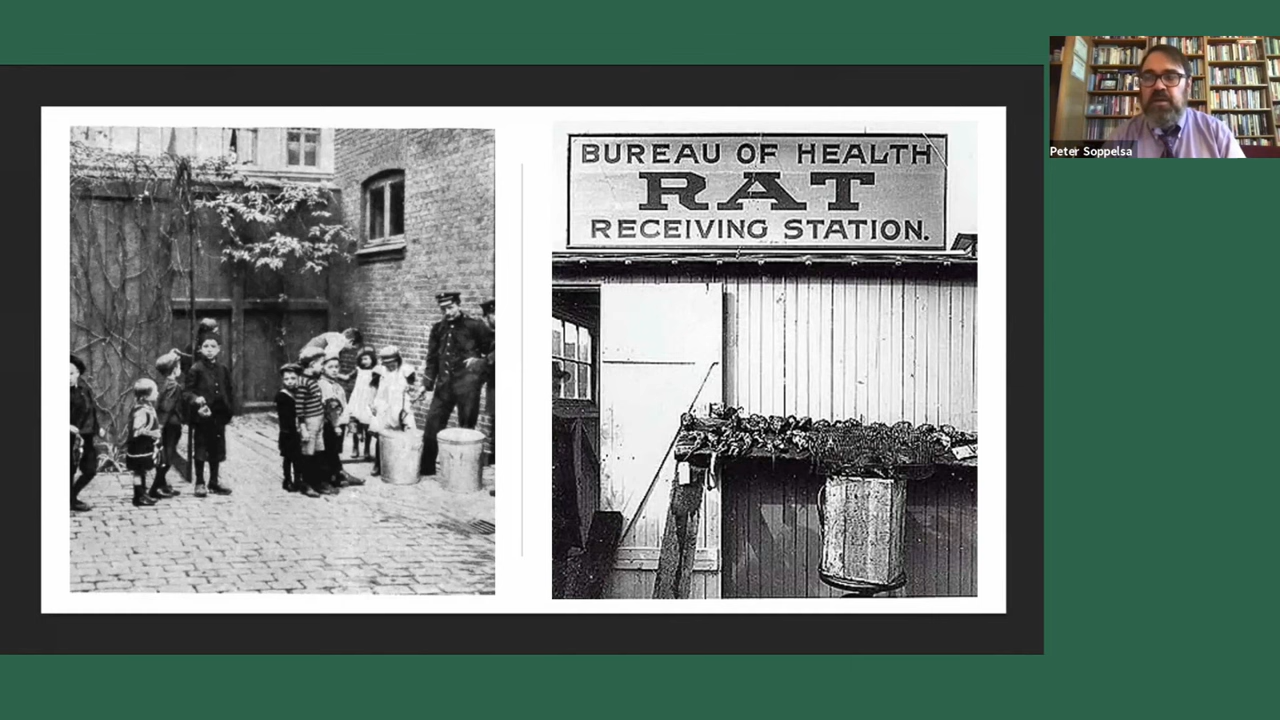 BUREAU OF HEALTH
RAT
RECEIVING STATION.
Peter Soppelsa